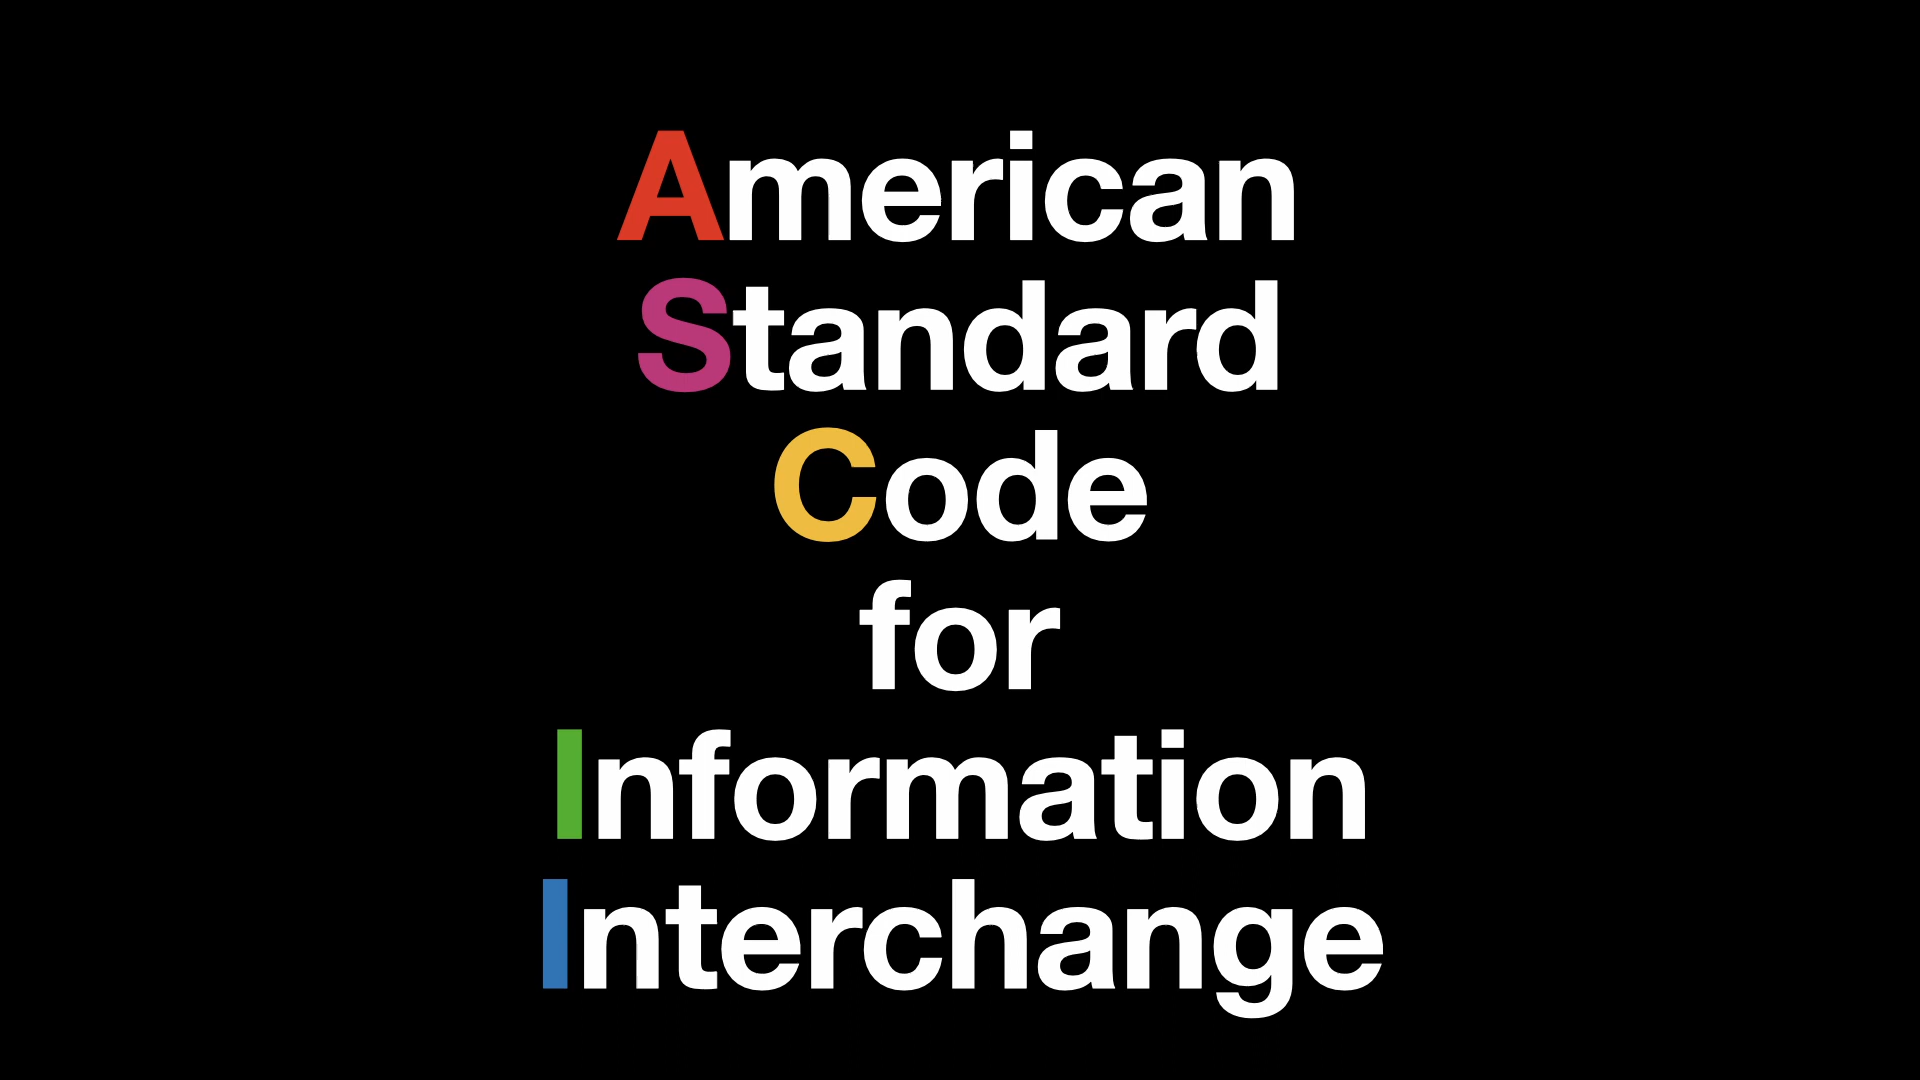 American
Standard
Code
for
Information
Interchange